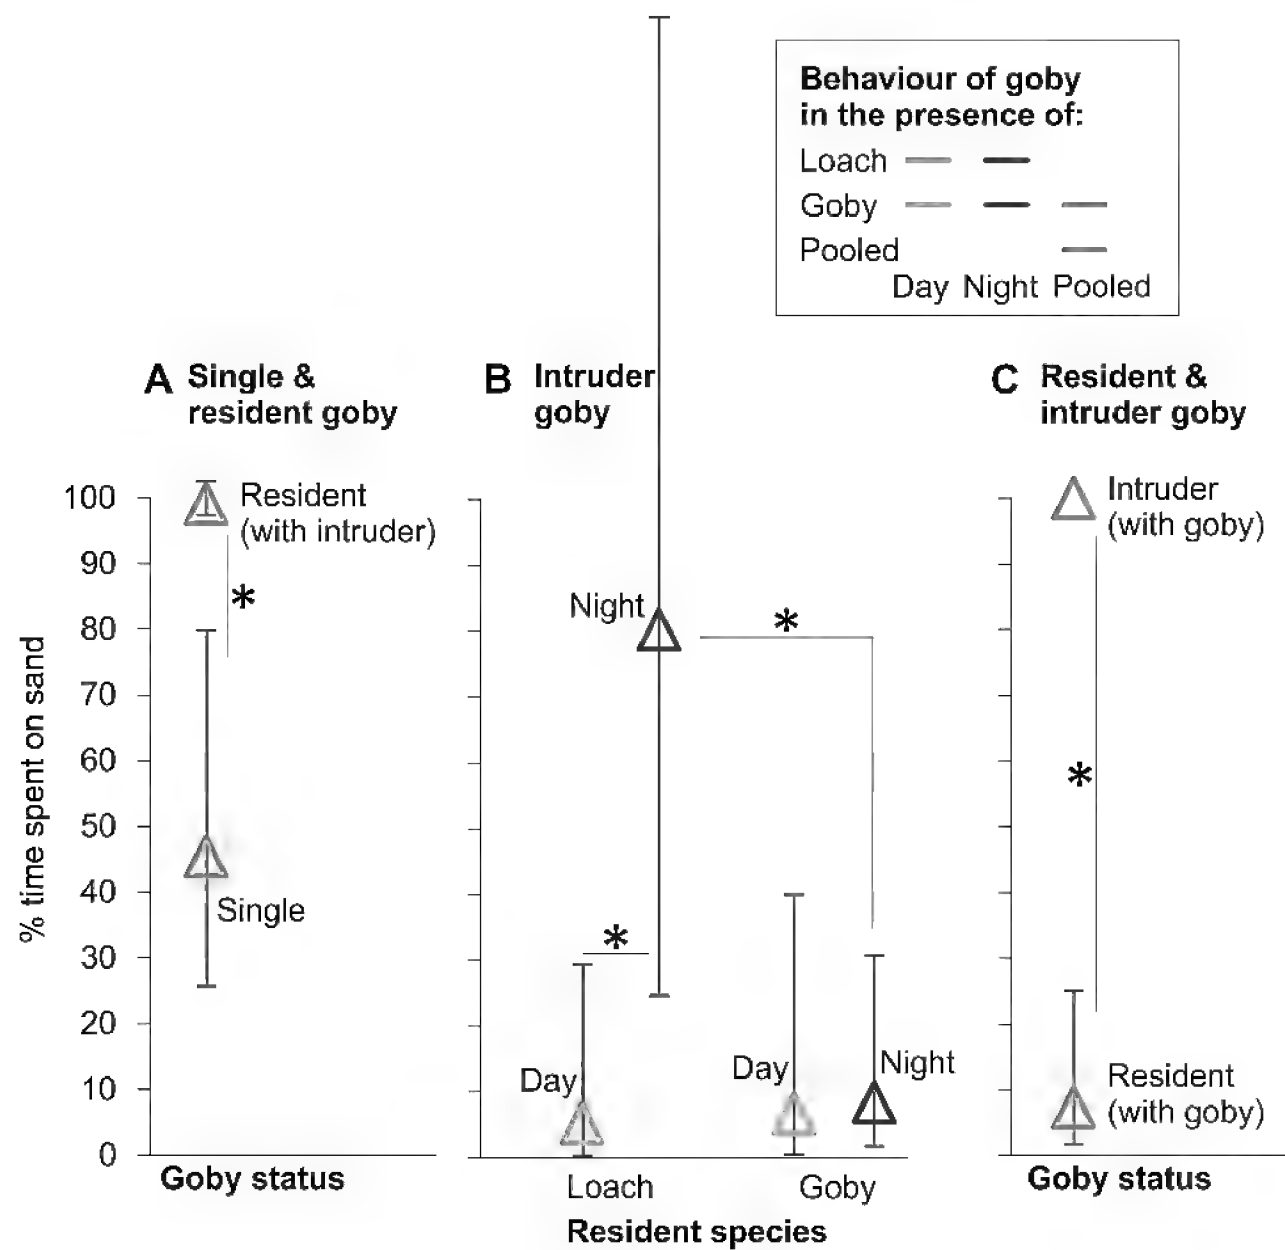 Behaviour of goby
in the presence of:
Loach
Goby
Pooled
Day Night Pooled
A Single &
resident goby
B Intruder
goby
C Resident &
intruder goby
% time spent on sand
100
90
80
70
60
50
40
30
20
10
0
Resident
(with intruder)
*
Single
Goby status
Night
*
*
Day
Day
Night
Loach
Goby
Resident species
Intruder
(with goby)
*
Resident
(with goby)
Goby status